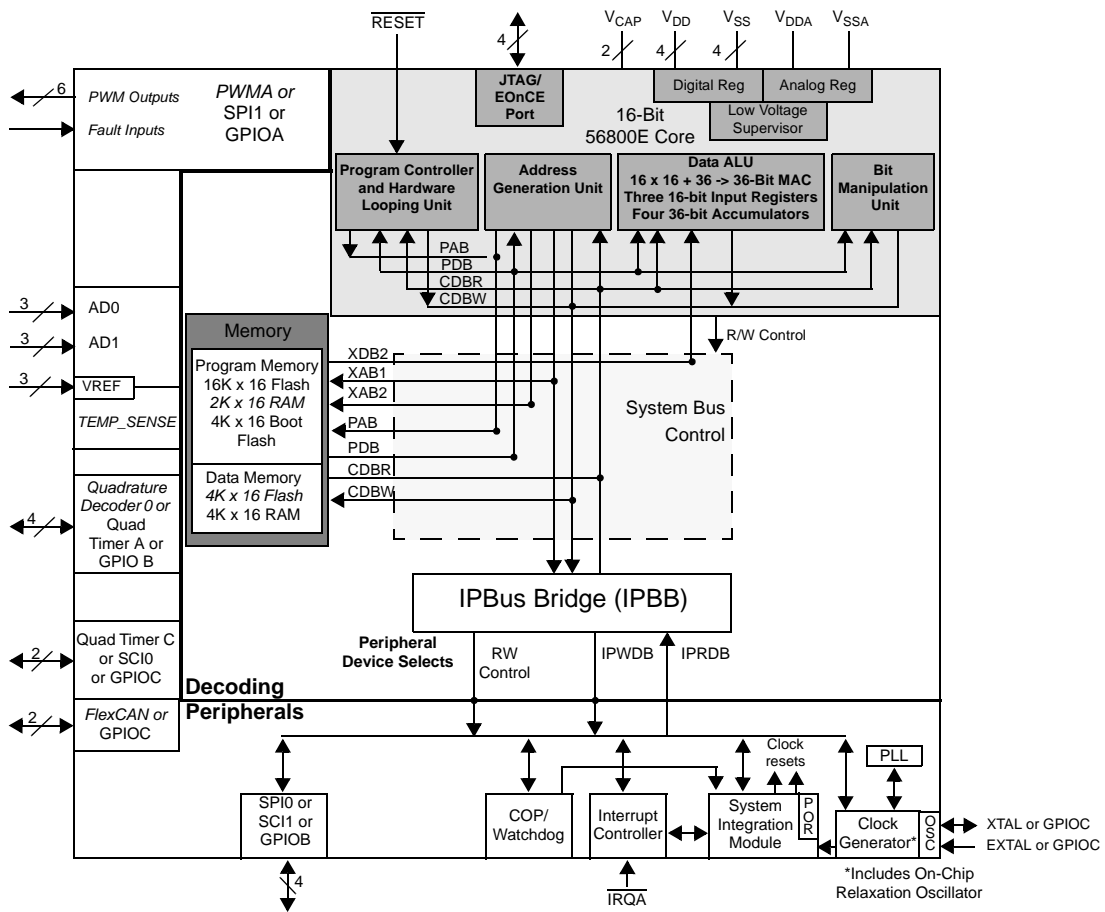 RESET
4
VCAP
VDD
VSS
VDDA
VSSA
2
4
4
6
PWM Outputs
Fault Inputs
PWMA or
SPI1 or
GPIOA
JTAG/
EOnCE
Port
Digital Reg
Analog Reg
Low Voltage
Supervisor
16-Bit
56800E Core
Program Controller
and Hardware
Looping Unit
Address
Generation Unit
Data ALU
16 x 16 + 36 -> 36-Bit MAC
Three 16-bit Input Registers
Four 36-bit Accumulators
Bit
Manipulation
Unit
PAB
PDB
CDBR
CDBW
3
AD0
3
AD1
3
VREF
TEMP_SENSE
Memory
Program Memory
16K x 16 Flash
2K x 16 RAM
4K x 16 Boot
Flash
Data Memory
4K x 16 Flash
4K x 16 RAM
R/W Control
XDB2
XAB1
XAB2
PAB
PDB
CDBR
CDBW
System Bus
Control
4
Quadrature
Decoder 0 or
Quad
Timer A or
GPIO B
IPBus Bridge (IPBB)
2
Quad Timer C
or SCI0
or GPIOC
Peripheral
Device Selects
RW
Control
IPWDB
IPRDB
Decoding
Peripherals
2
FlexCAN or
GPIOC
Clock
resets
PLL
SPI0 or
SCI1 or
GPIOB
COP/
Watchdog
Interrupt
Controller
System
Integration
Module
POR
Clock
Generator*
OSC
XTAL or GPIOC
EXTAL or GPIOC
4
IRQA
*Includes On-Chip
Relaxation Oscillator